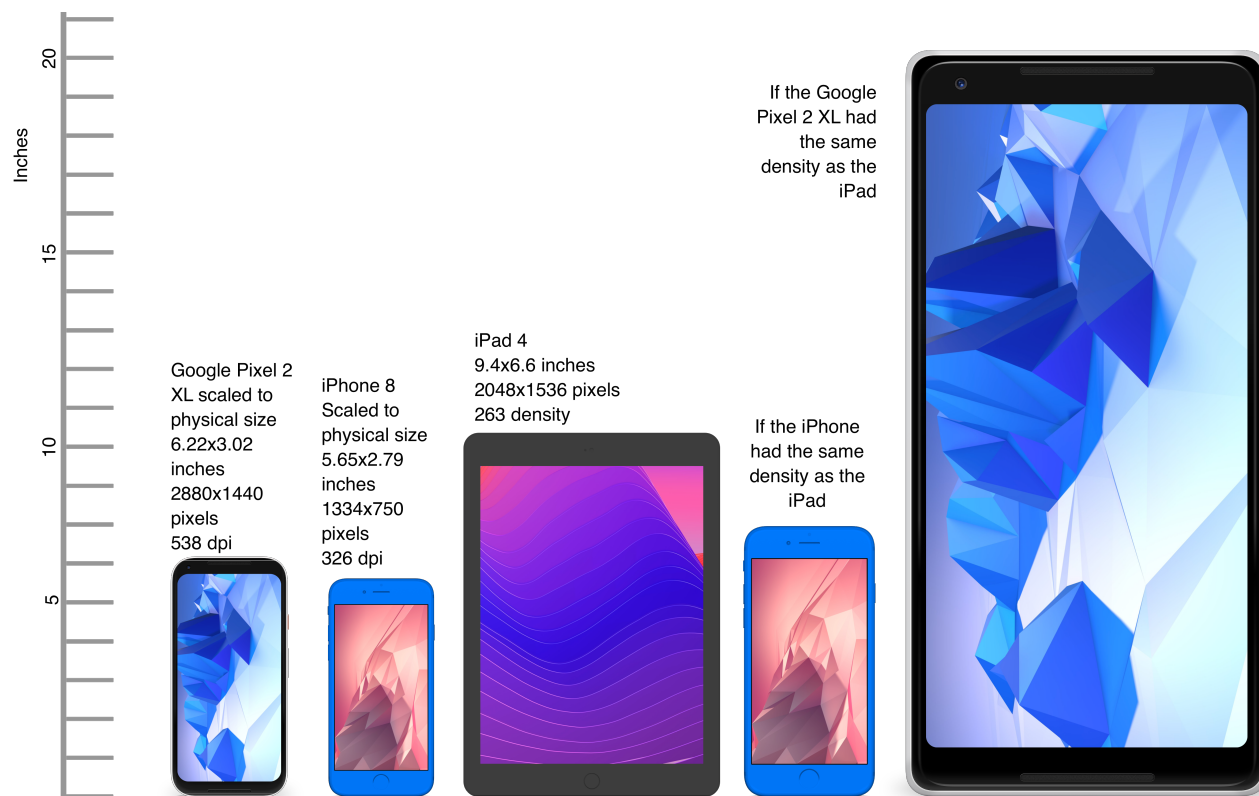 20
Inches
15
10
5
Google Pixel 2
XL scaled to
physical size
6.22x3.02
inches
2880x1440
pixels
538 dpi
iPhone 8
Scaled to
physical size
5.65x2.79
inches
1334x750
pixels
326 dpi
iPad 4
9.4x6.6 inches
2048x1536 pixels
263 density
If the iPhone
had the same
density as the
iPad
If the Google
Pixel 2 XL had
the same
density as the
iPad